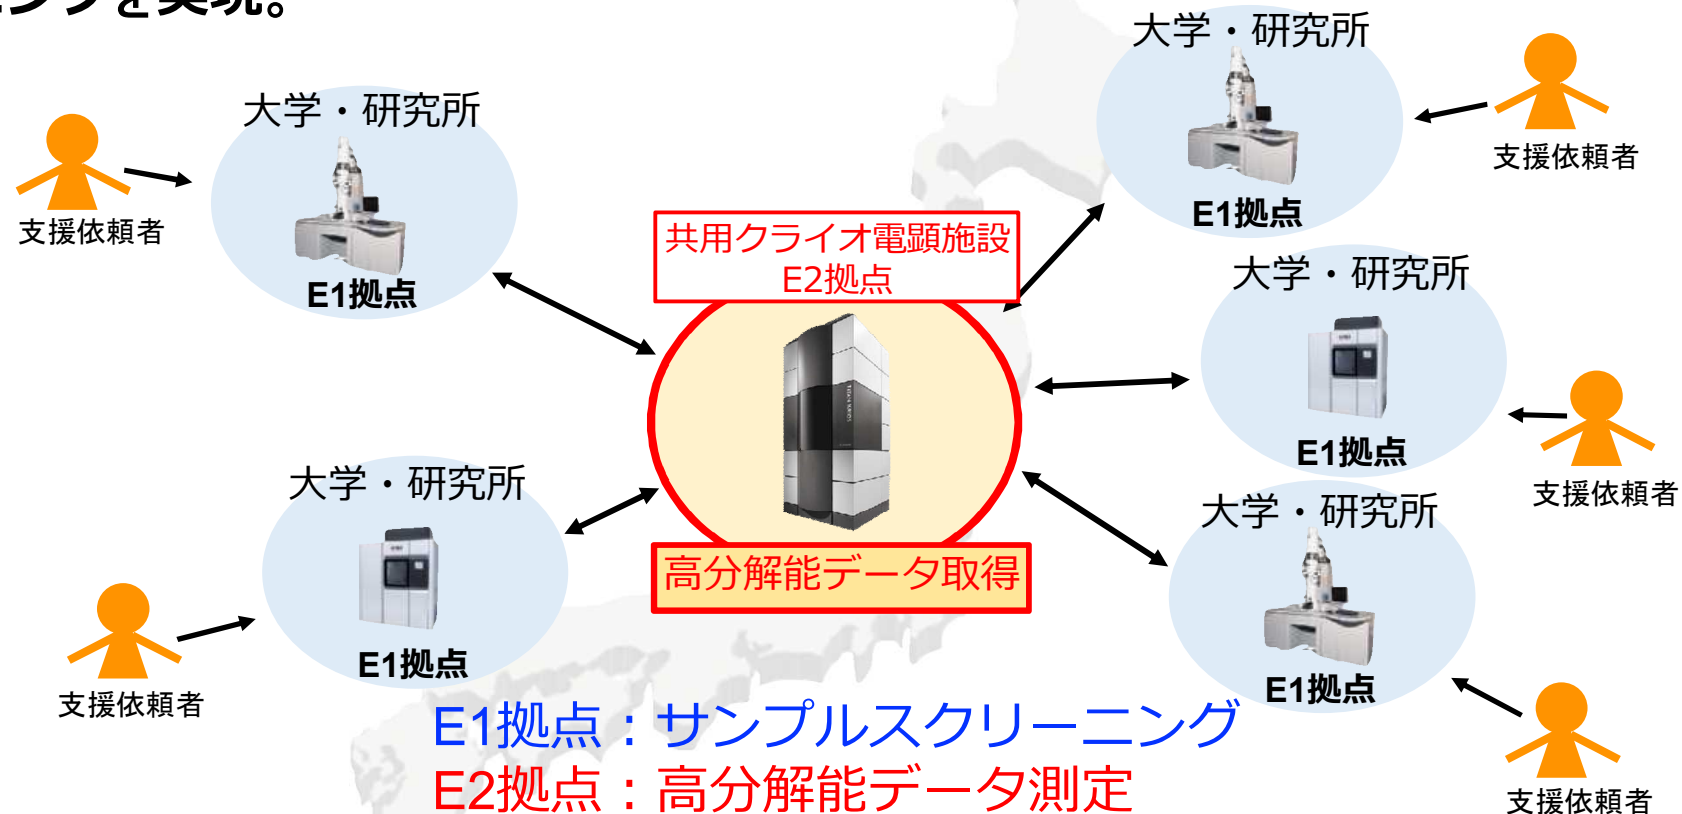 ングを実現。
大学・研究所
E1拠点
支援依頼者
大学・研究所
E1拠点
支援依頼者
共用クライオ電顕施設
E2拠点
高分解能データ取得
大学・研究所
E1拠点
支援依頼者
大学・研究所
E1拠点
支援依頼者
大学・研究所
E1拠点
支援依頼者
E1拠点：サンプルスクリーニング
E2拠点：高分解能データ測定